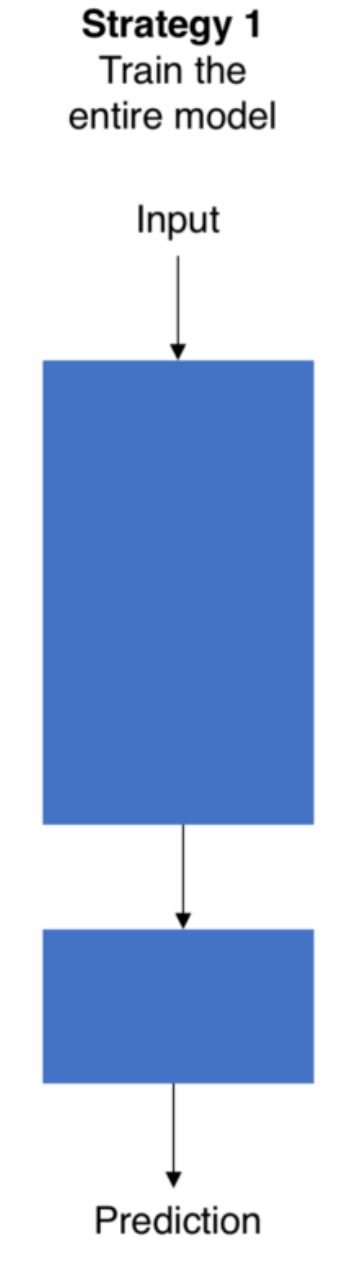 Strategy 1
Train the
entire model
Input
Prediction